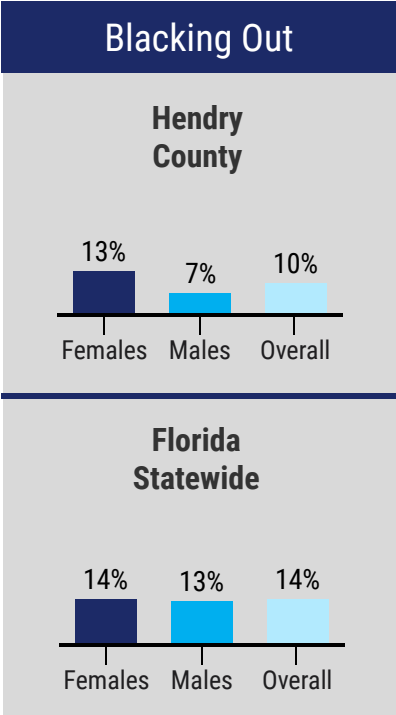 Blacking Out
Hendry
County
13%
7%
10%
Females
Males
Overall
Florida
Statewide
14%
13%
14%
Females
Males
Overall